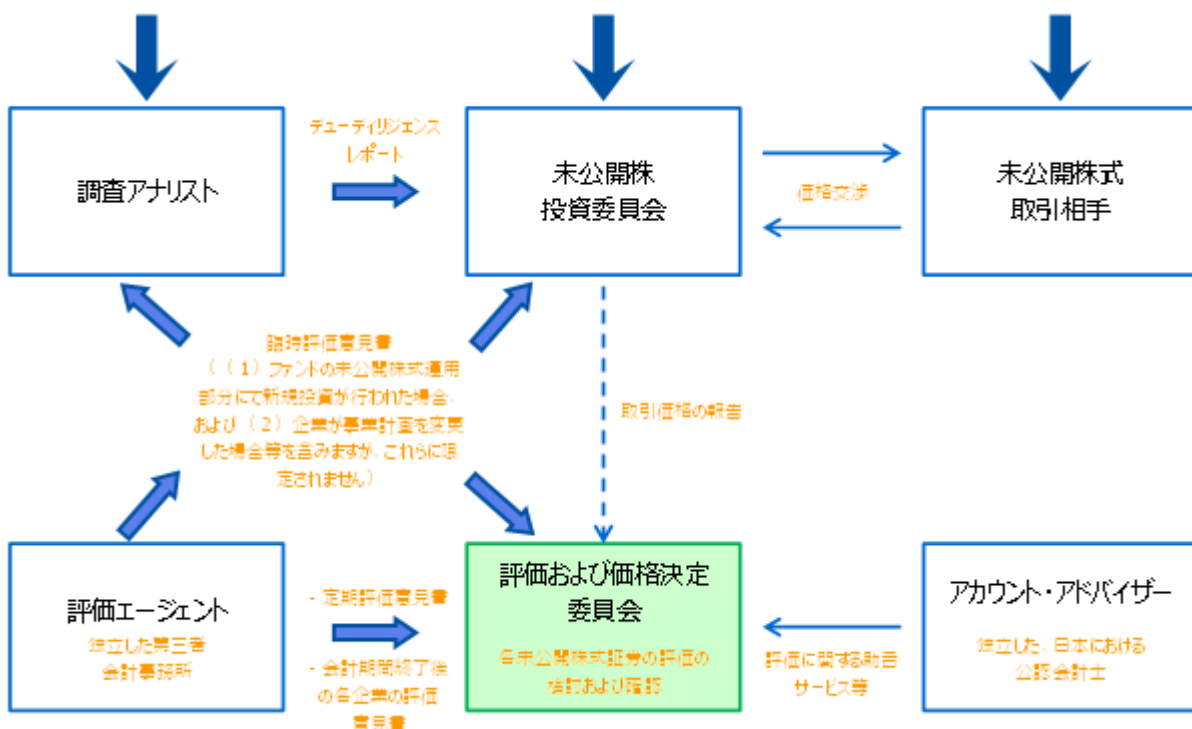 調査アナリスト
デューディリジェンス
レポート
未公開株
投資委員会
価格交渉
未公開株式
取引相手
臨時評価意見書
((1)ファンドの未公開株式運用
部分にて新規投資が行われた場合、
および(2)企業が事業計画を変更
した場合等を含みますが、これらに限
定されません)
取引価格の報告
評価エージェント
独立した第三者
会計事務所
- 定期評価意見書
- 会計期間終了後
の各企業の評価
意見書
評価および価格決定
委員会
各未公開株式証券の評価の
検討および確認
評価に関する助言
サービス等
アカウント・アドバイザー
独立した、日本における
公認会計士